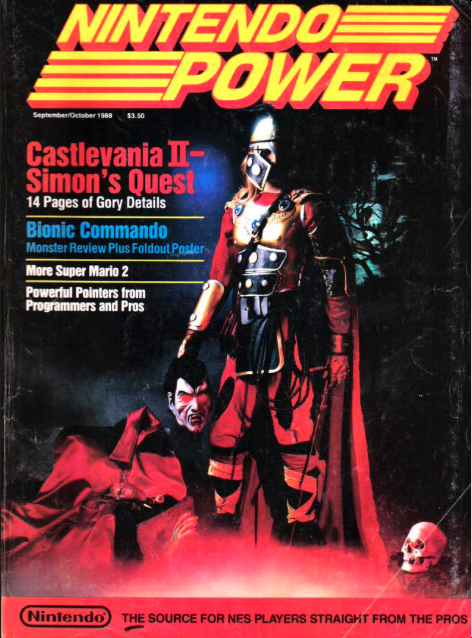 NINTENDO
POWER™
September/October 1988 $3.50
Castlevania II-
Simon's Quest
14 Pages of Gory Details
Bionic Commando
Monster Review Plus Foldout Poster
More Super Mario 2
Powerful Pointers from
Programmers and Pros
Nintendo® THE SOURCE FOR NES PLAYERS STRAIGHT FROM THE PROS